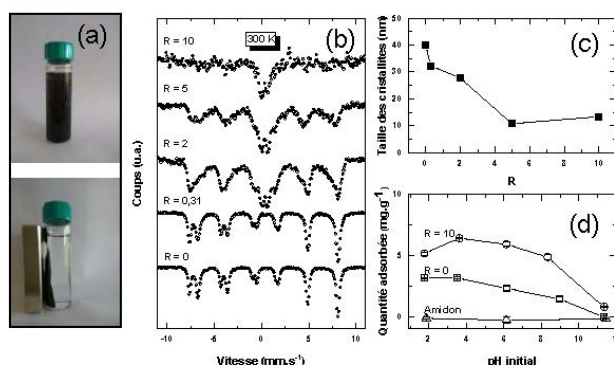 (a)
(b)
300 K
R = 10
R = 5
R = 2
R = 0,31
R = 0
Coups (u.a.)
-10 -5 0 5 10
Vitesse (mm.s-1)
(c)
Taille des cristallites (nm)
50
40
30
20
10
0
0 2 4 6 8 10
R
(d)
Quantité adsorbée (mg.g-1)
10
5
0
R = 10
R = 0
Amidon
2 4 6 8 10 12
pH initial